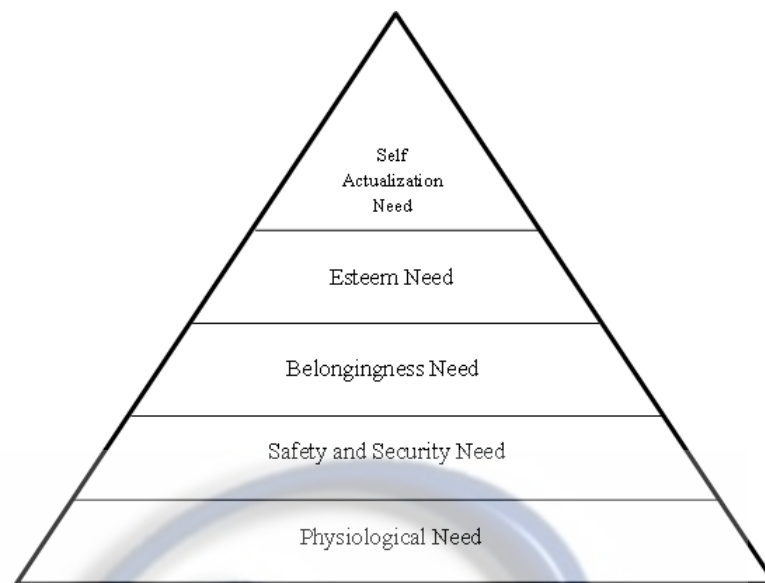 Self
Actualization
Need
Esteem Need
Belongingness Need
Safety and Security Need
Physiological Need